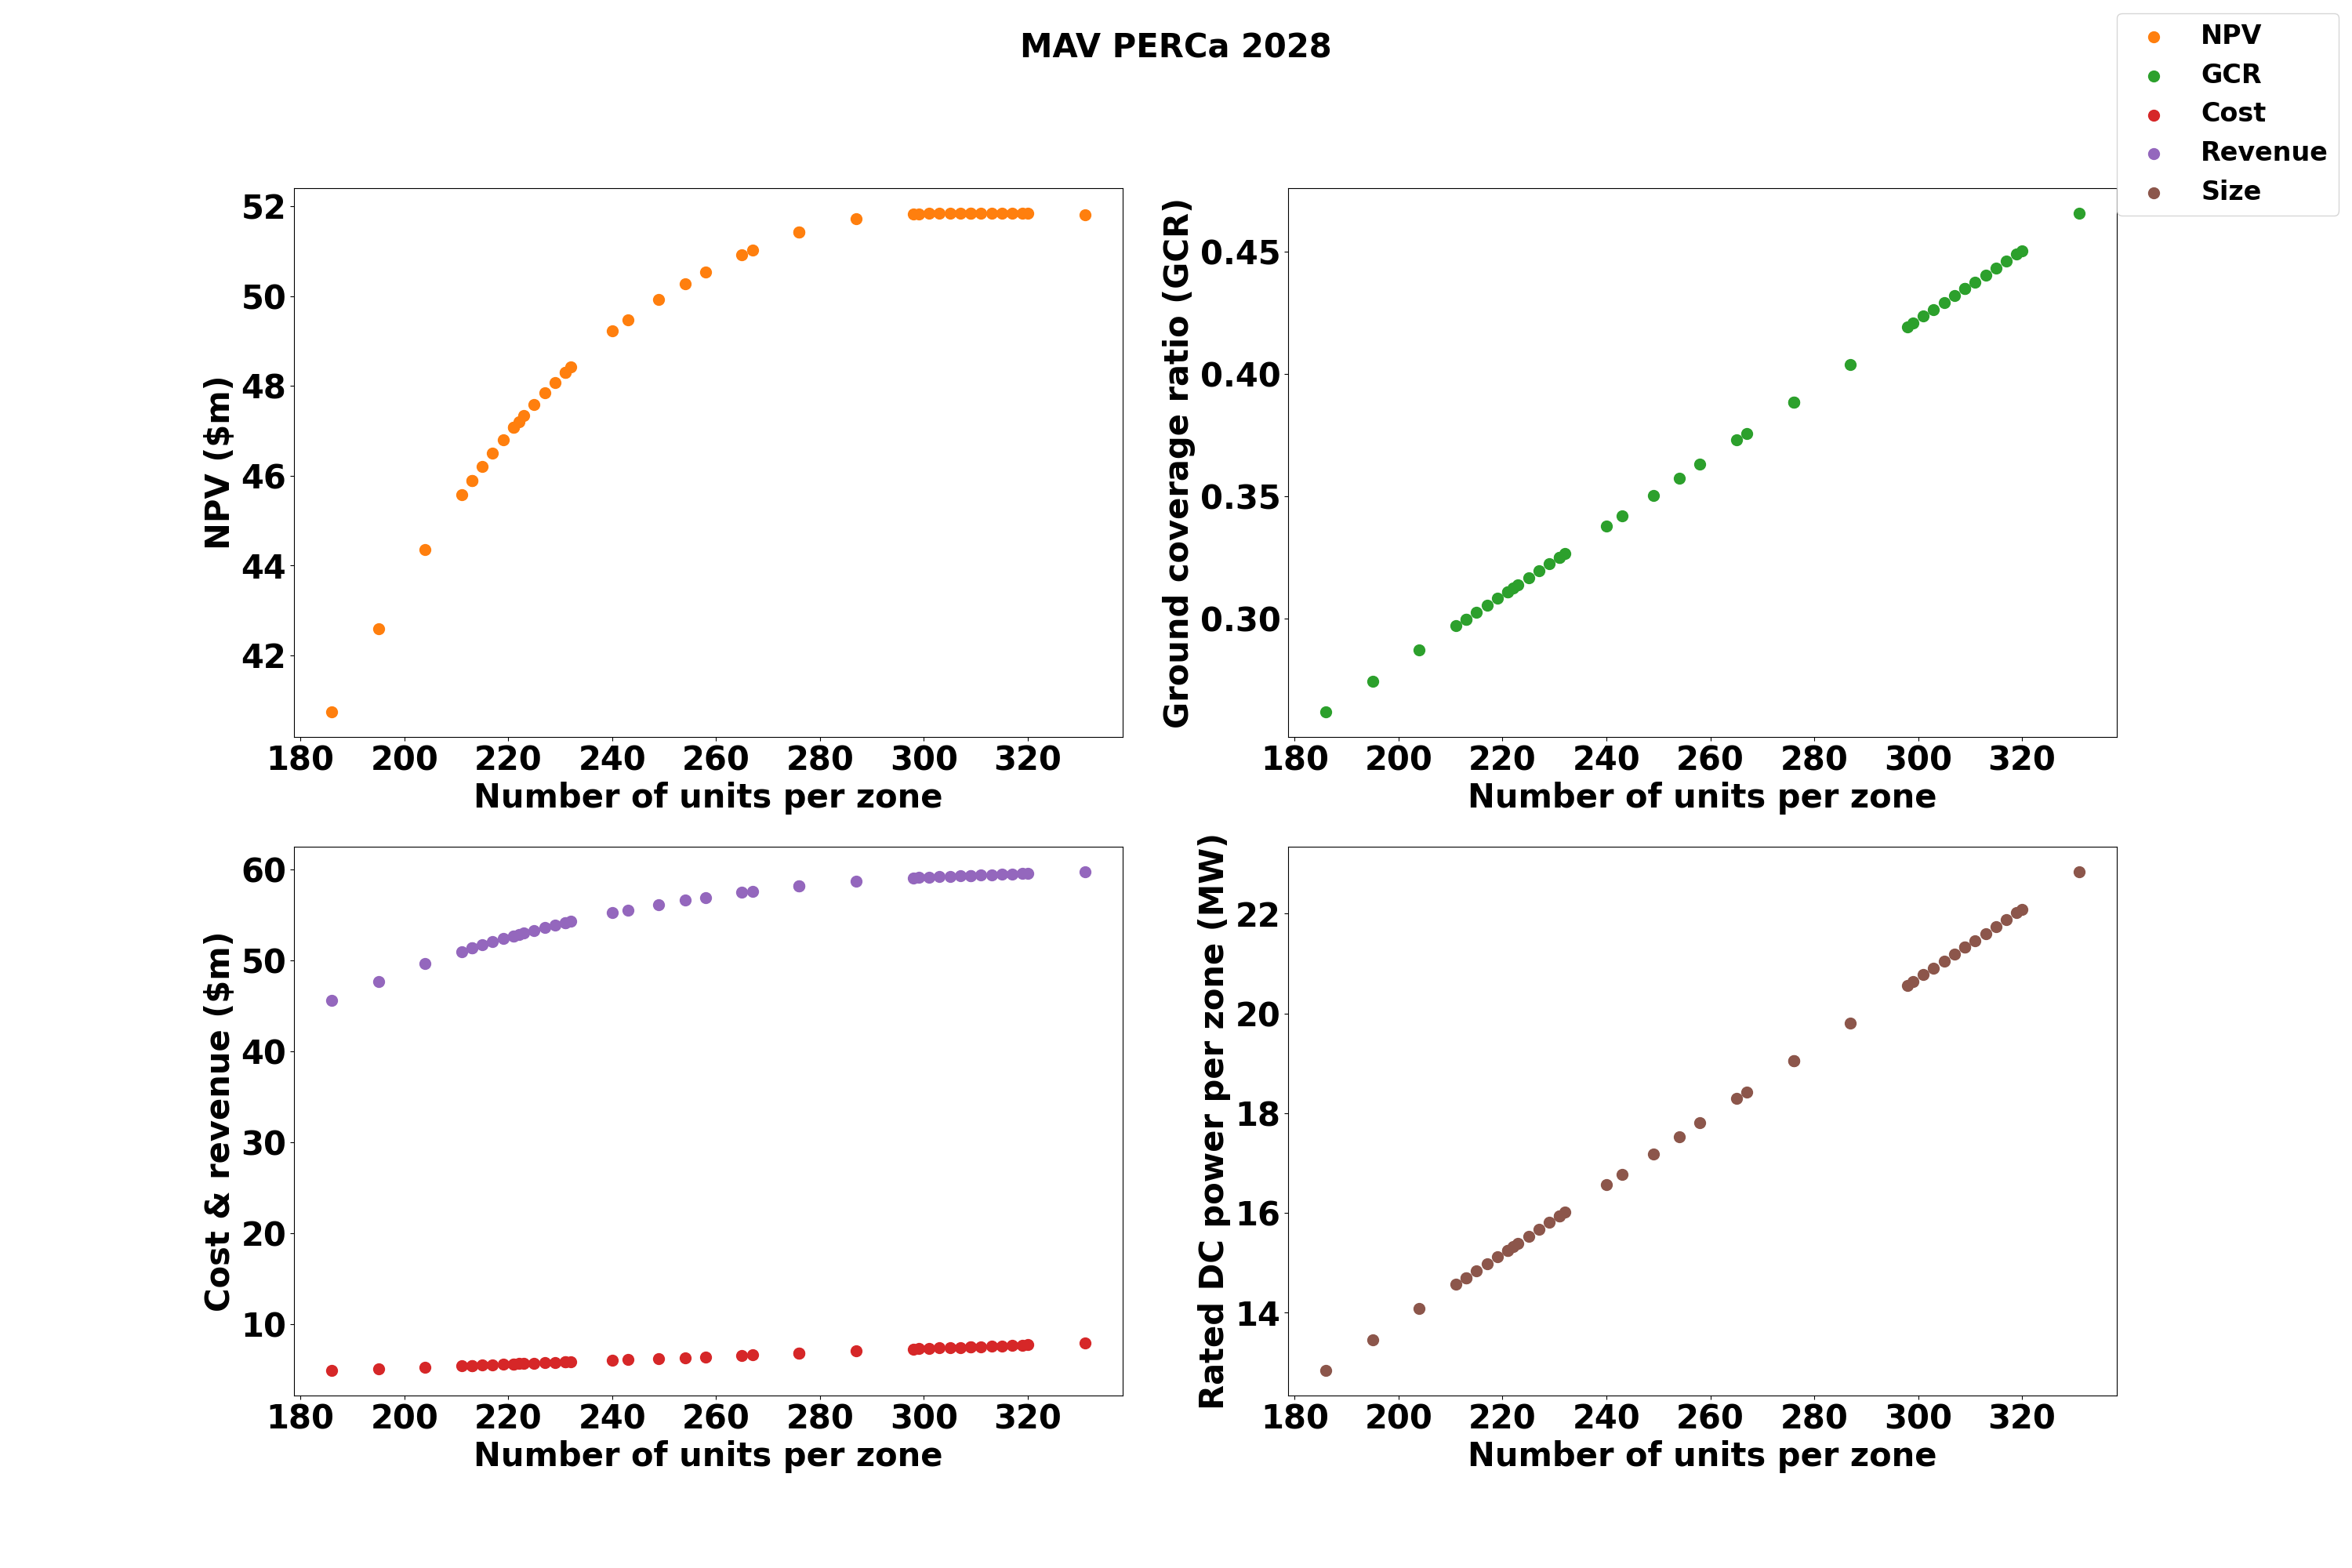 MAV PERCa 2028
NPV
GCR
Cost
Revenue
Size
NPV ($m)
52
50
48
46
44
42
180 200 220 240 260 280 300 320
Number of units per zone
Ground coverage ratio (GCR)
0.45
0.40
0.35
0.30
180 200 220 240 260 280 300 320
Number of units per zone
Cost & revenue ($m)
60
50
40
30
20
10
180 200 220 240 260 280 300 320
Number of units per zone
Rated DC power per zone (MW)
22
20
18
16
14
180 200 220 240 260 280 300 320
Number of units per zone